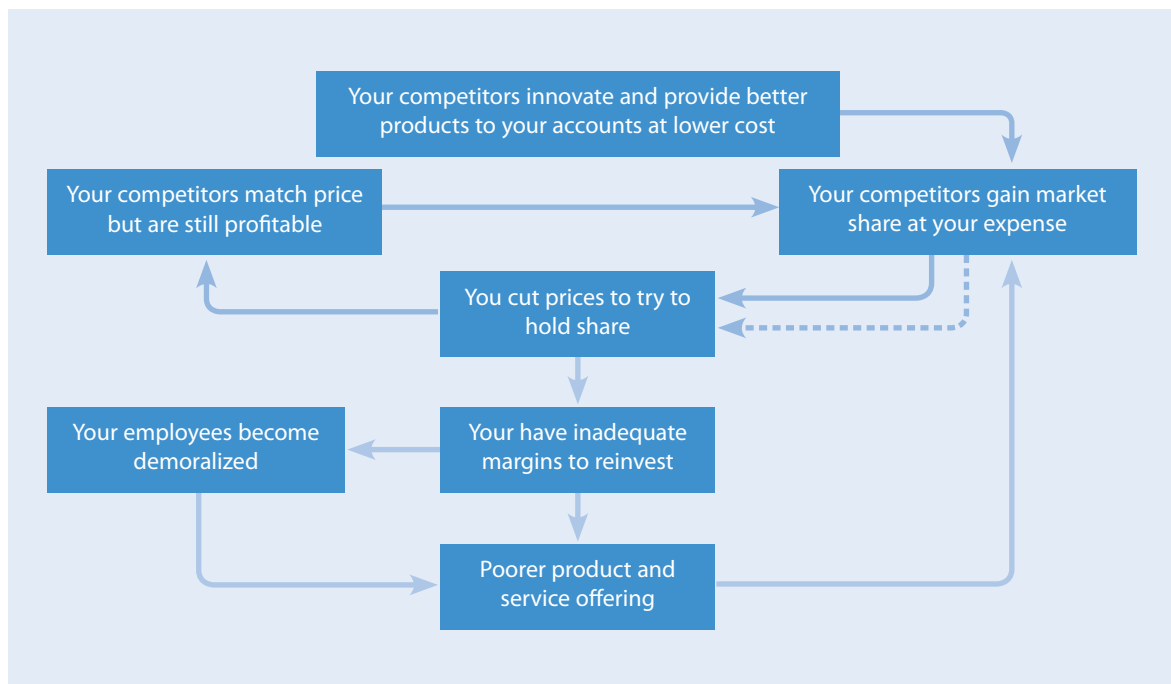 Your competitors innovate and provide better
products to your accounts at lower cost
Your competitors match price
but are still profitable
Your competitors gain market
share at your expense
You cut prices to try to
hold share
Your employees become
demoralized
Your have inadequate
margins to reinvest
Poorer product and
service offering